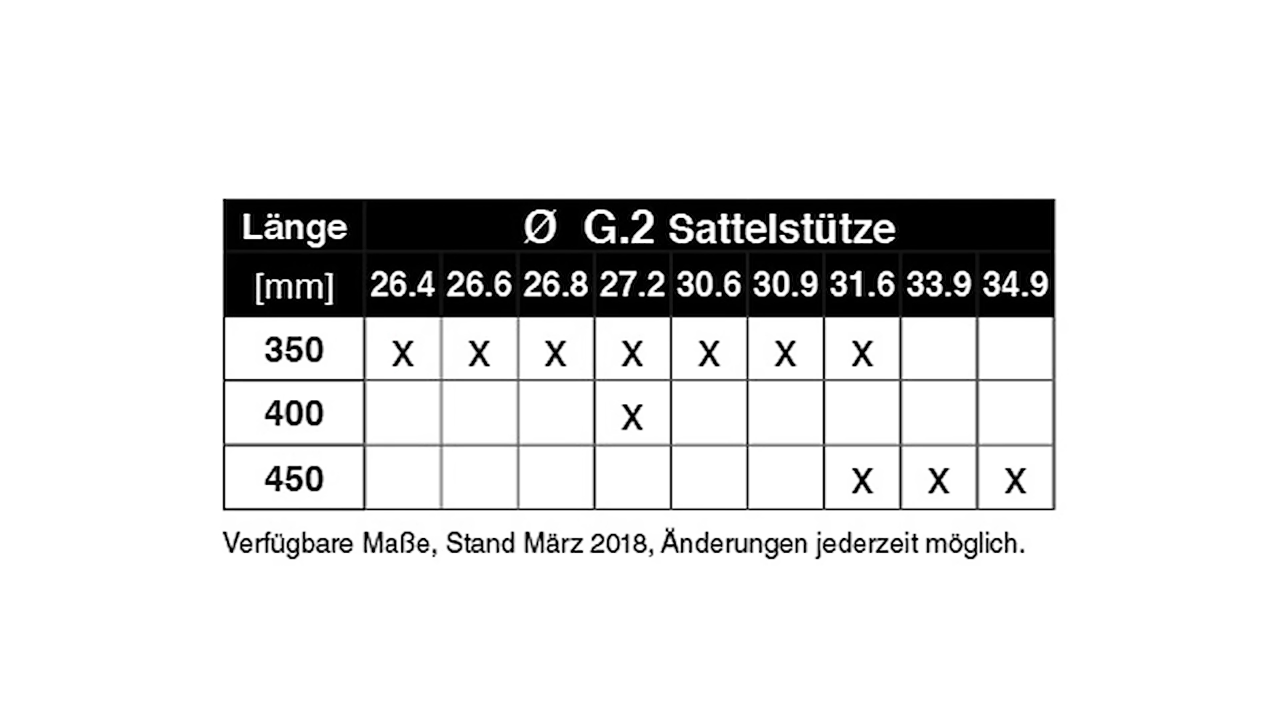 Länge Ø G.2 Sattelstütze
[mm] 26.4 26.6 26.8 27.2 30.6 30.9 31.6 33.9 34.9
350 X X X X X X X
400 X
450 X X X
Verfügbare Maße, Stand März 2018, Änderungen jederzeit möglich.